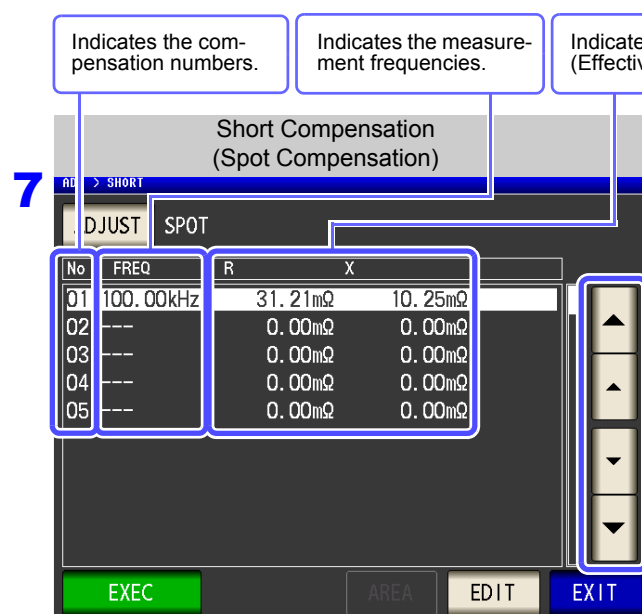 Indicates the com-
pensation numbers.
Indicates the measure-
ment frequencies.
Indicate
(Effectiv
Short Compensation
(Spot Compensation)
7
> SHORT
DJUST SPOT
No FREQ R X
01 100.00kHz 31.21mΩ 10.25mΩ
02 --- 0.00mΩ 0.00mΩ
03 --- 0.00mΩ 0.00mΩ
04 --- 0.00mΩ 0.00mΩ
05 --- 0.00mΩ 0.00mΩ
EXEC AREA EDIT EXIT